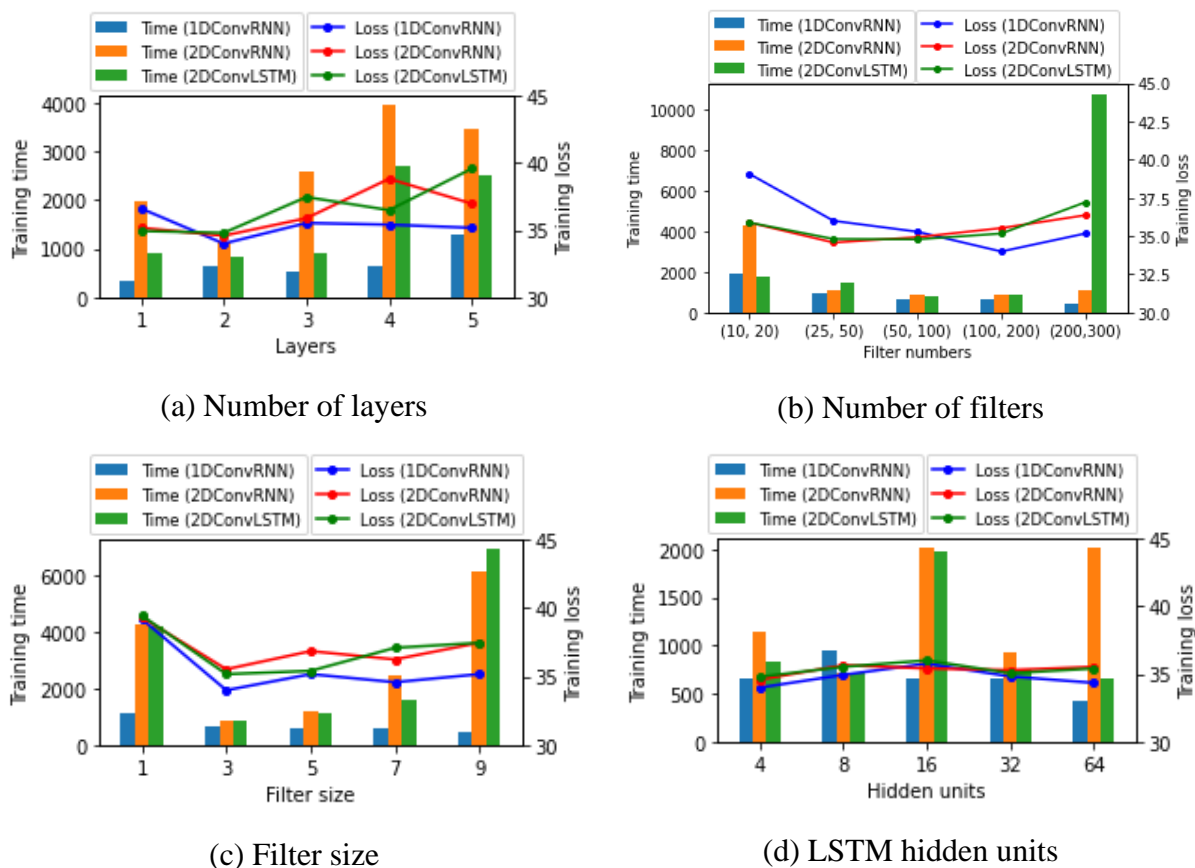 Time (1DConvRNN) Loss (1DConvRNN)
Time (2DConvRNN) Loss (2DConvRNN)
Time (2DConvLSTM) Loss (2DConvLSTM)
4000
3000
2000
1000
0
Training time
45
40
35
30
Training loss
1 2 3 4 5
Layers
(a) Number of layers
Time (1DConvRNN) Loss (1DConvRNN)
Time (2DConvRNN) Loss (2DConvRNN)
Time (2DConvLSTM) Loss (2DConvLSTM)
10000
8000
6000
4000
2000
0
Training time
45.0
42.5
40.0
37.5
35.0
32.5
30.0
Training loss
(10, 20) (25, 50) (50, 100) (100, 200) (200,300)
Filter numbers
(b) Number of filters
Time (1DConvRNN) Loss (1DConvRNN)
Time (2DConvRNN) Loss (2DConvRNN)
Time (2DConvLSTM) Loss (2DConvLSTM)
6000
4000
2000
0
Training time
45
40
35
30
Training loss
1 3 5 7 9
Filter size
(c) Filter size
Time (1DConvRNN) Loss (1DConvRNN)
Time (2DConvRNN) Loss (2DConvRNN)
Time (2DConvLSTM) Loss (2DConvLSTM)
2000
1500
1000
500
0
Training time
45
40
35
30
Training loss
4 8 16 32 64
Hidden units
(d) LSTM hidden units